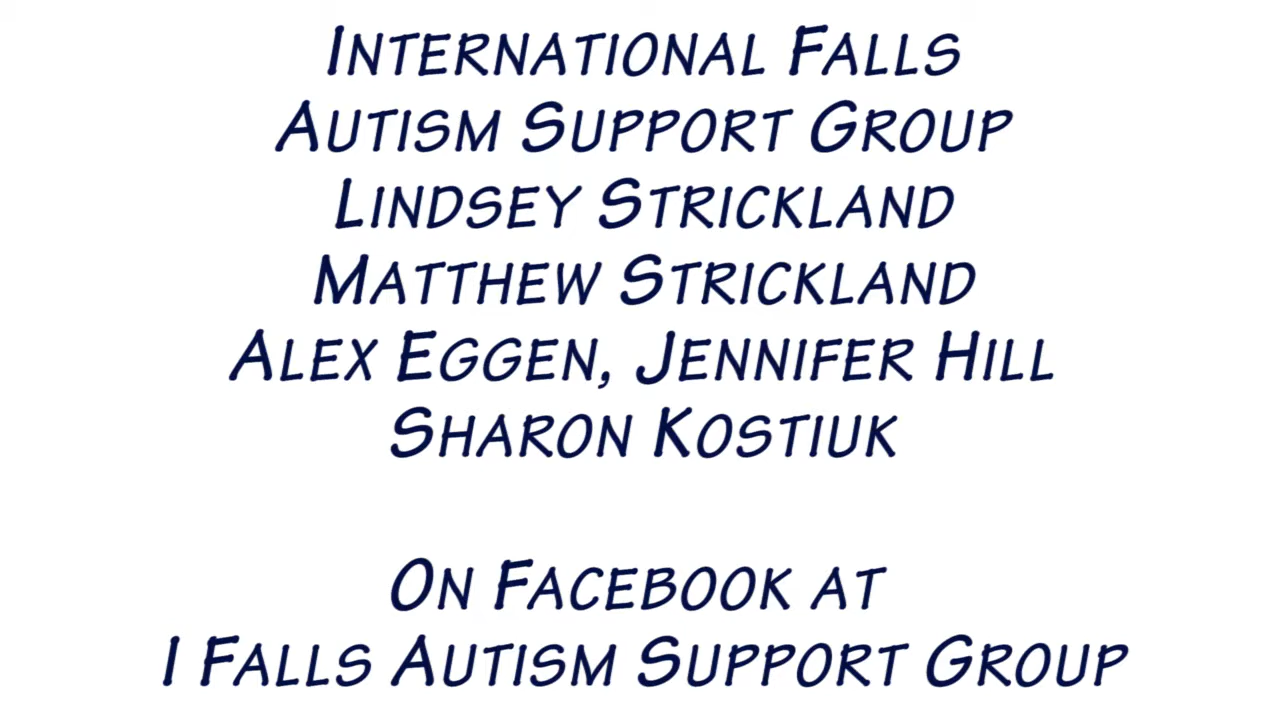 International Falls
Autism Support Group
Lindsey Strickland
Matthew Strickland
Alex Eggen, Jennifer Hill
Sharon Kostiuk
On Facebook at
I Falls Autism Support Group